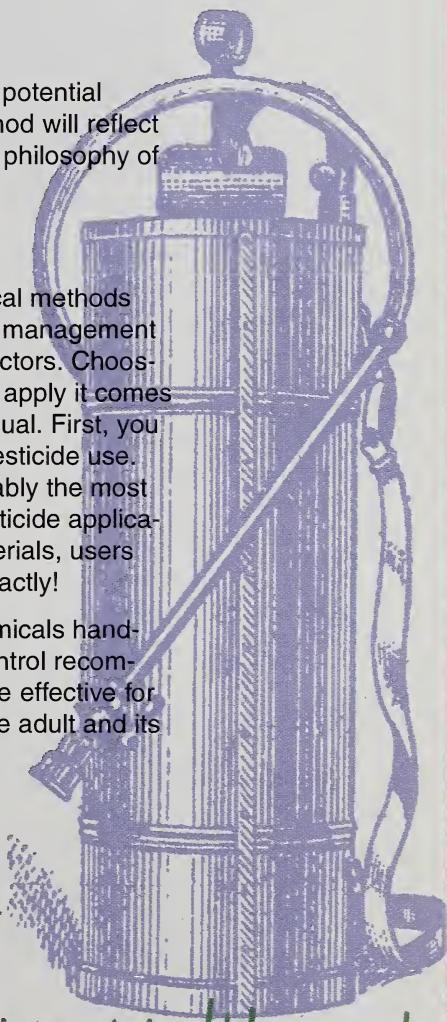 potential
nod will reflect
philosophy of
cal methods
management
ctors. Choos-
apply it comes
ual. First, you
esticide use.
ably the most
ticide applica-
erials, users
actly!
micals hand-
ntrol recom-
e effective for
e adult and its